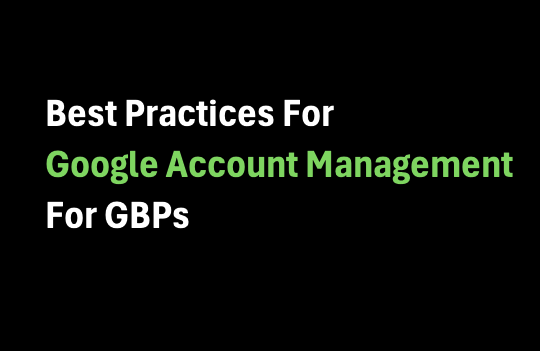 Best Practices For
Google Account Management
For GBPs